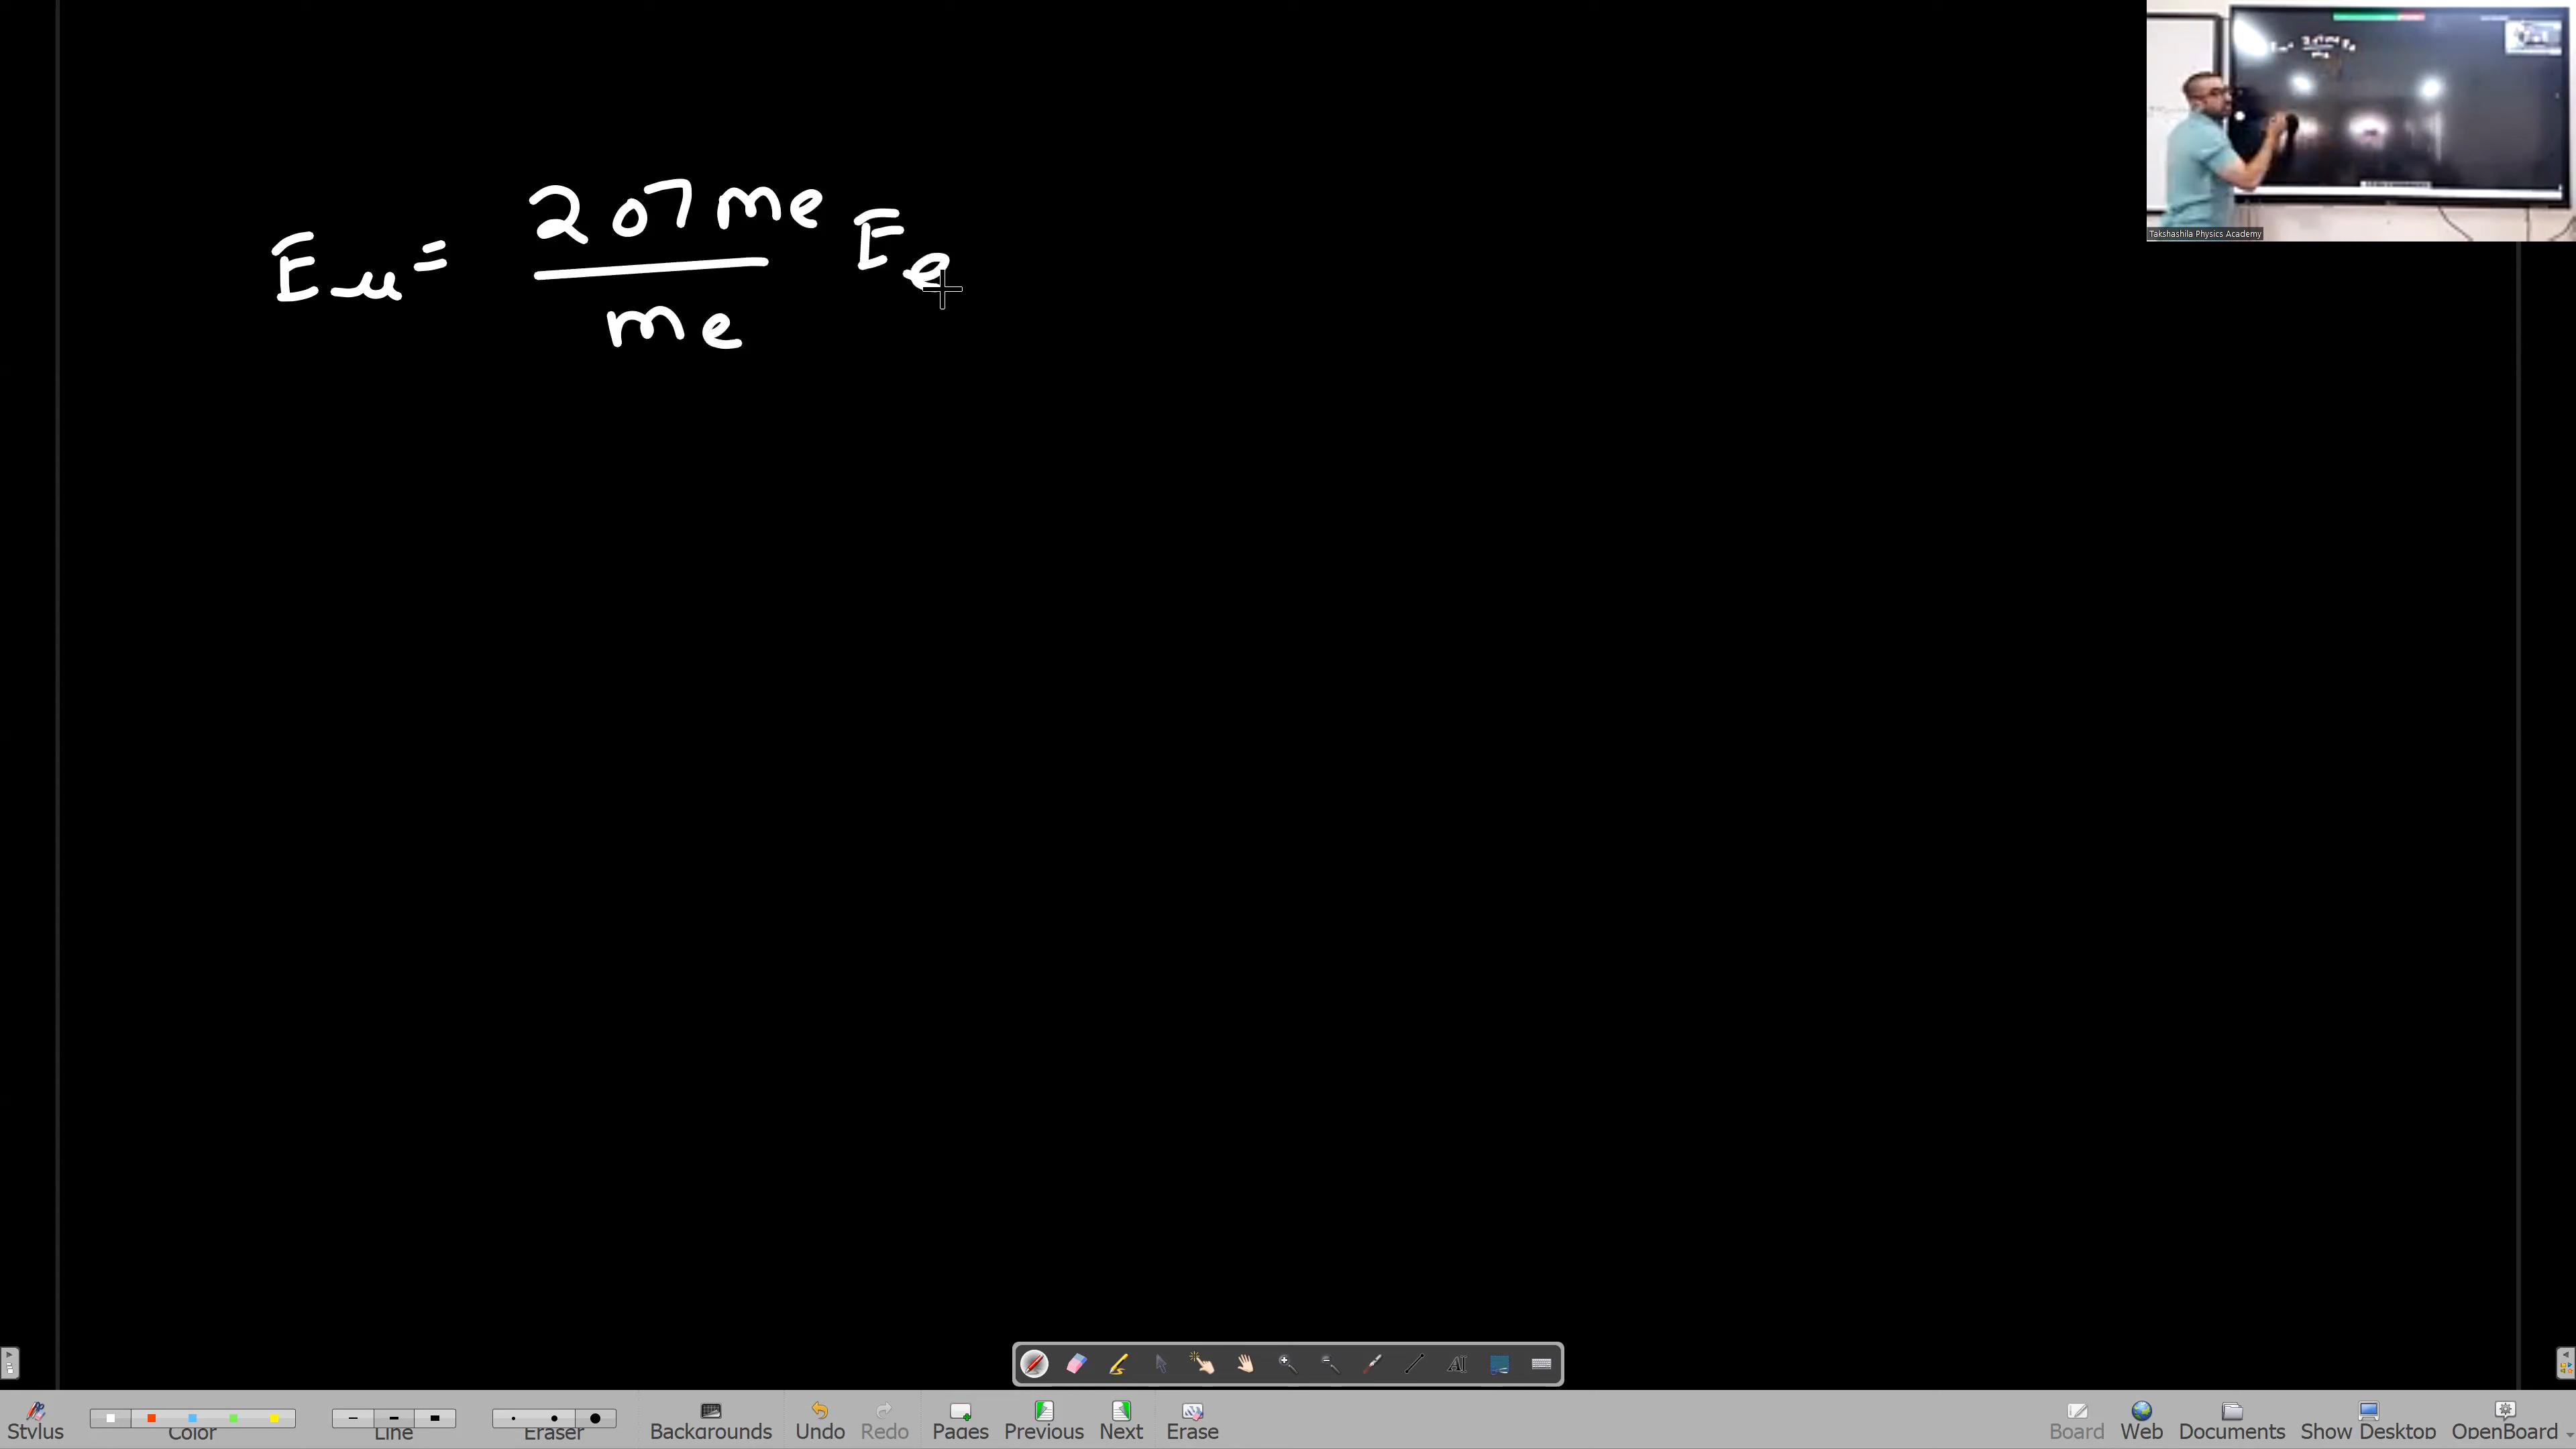 Eμ = 207me/me Ee
Takshashila Physics Academy
Stylus Color Line Eraser Backgrounds Undo Redo Pages Previous Next Erase Board Web Documents Show Desktop OpenBoard